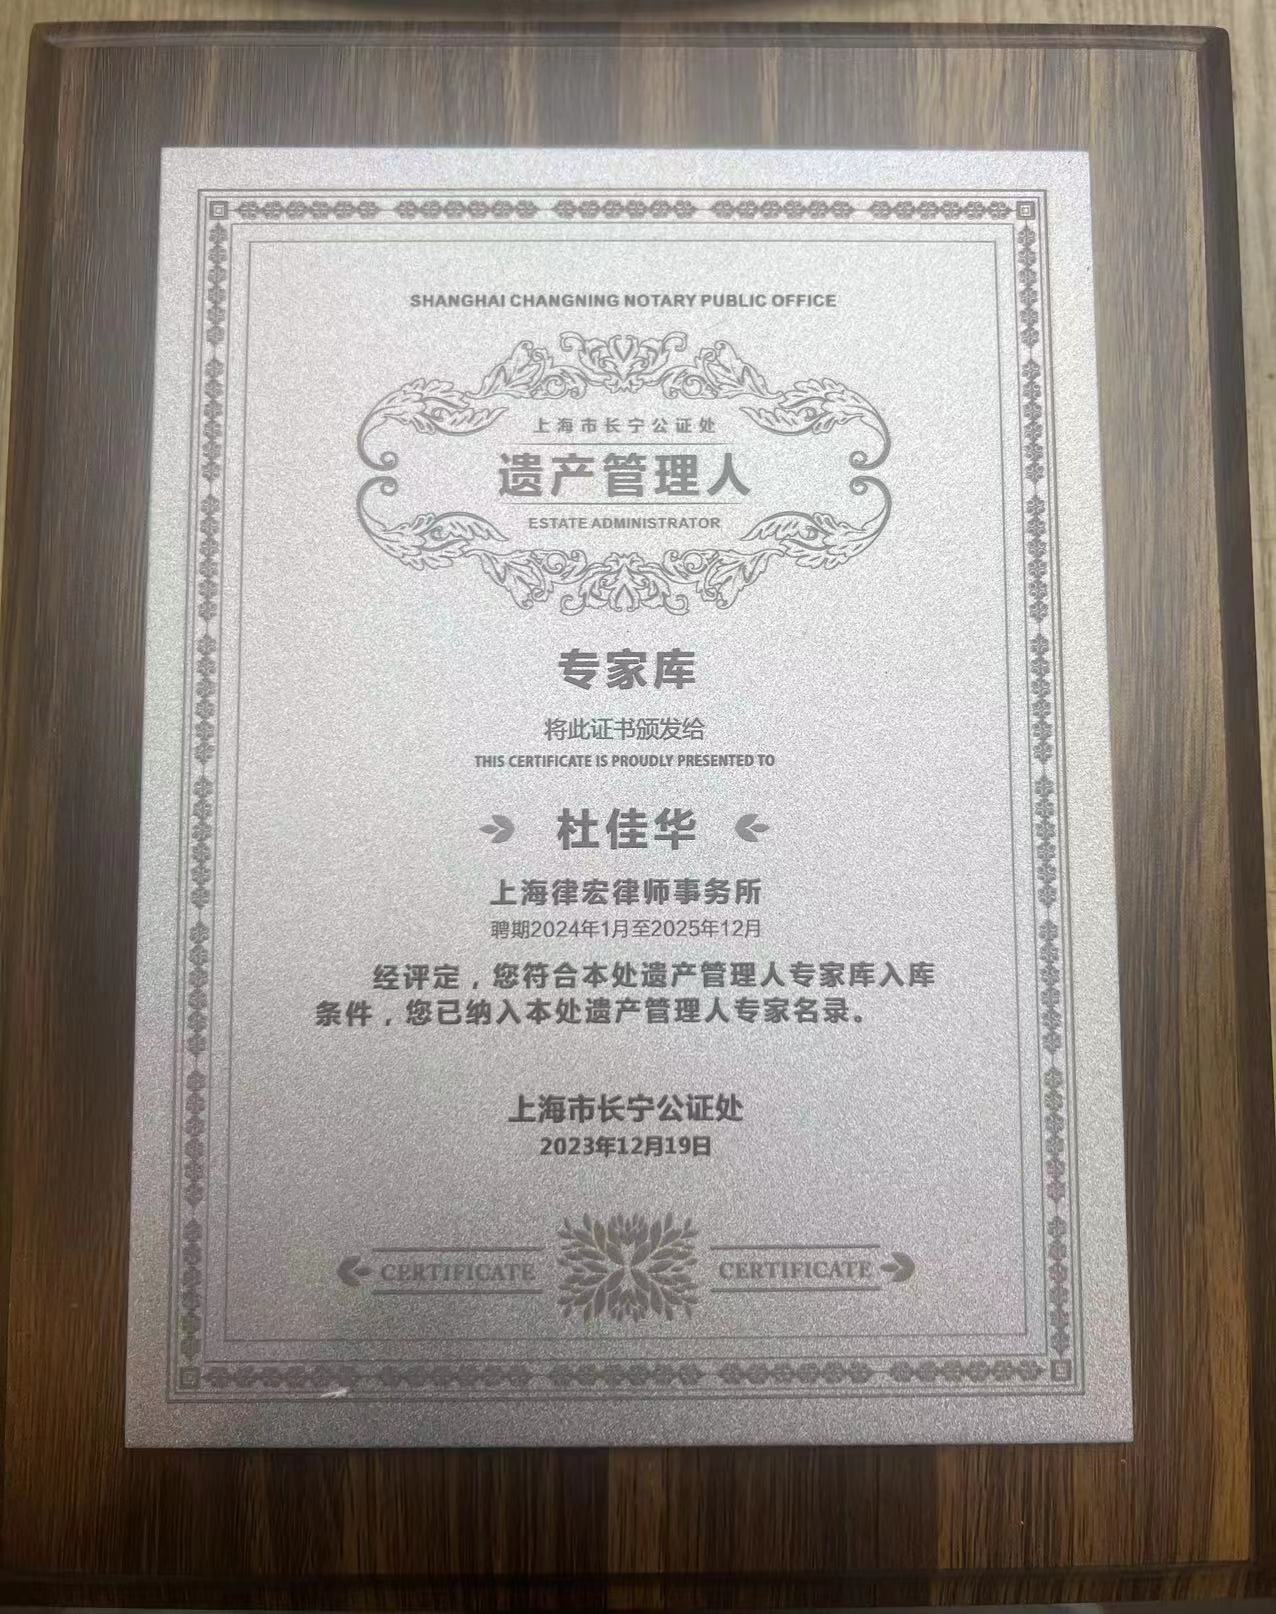 SHANGHAI CHANGNING NOTARY PUBLIC OFFICE
上海市长宁公证处
遗产管理人
ESTATE ADMINISTRATOR
专家库
将此证书颁发给
THIS CERTIFICATE IS PROUDLY PRESENTED TO
杜佳华
上海律宏律师事务所
聘期2024年1月至2025年12月
经评定，您符合本处遗产管理人专家库入库
条件，您已纳入本处遗产管理人专家名录。
上海市长宁公证处
2023年12月19日
CERTIFICATE CERTIFICATE